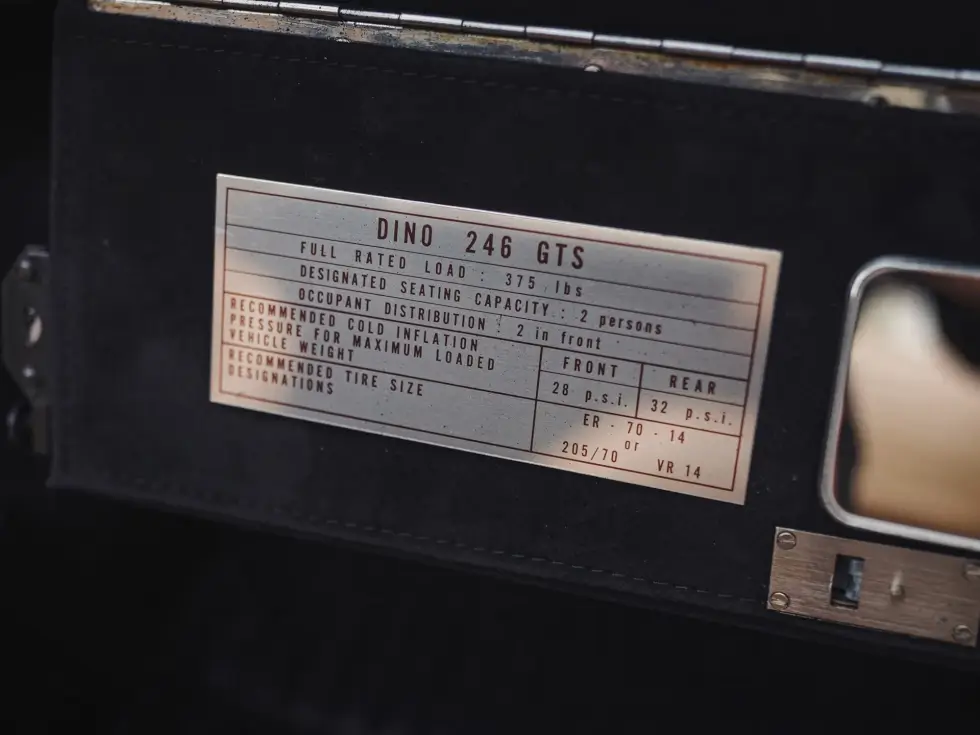 DINO 246 GTS
FULL RATED LOAD : 375 lbs
DESIGNATED SEATING CAPACITY : 2 persons
OCCUPANT DISTRIBUTION : 2 in front
RECOMMENDED COLD INFLATION
PRESSURE FOR MAXIMUM LOADED
VEHICLE WEIGHT
FRONT REAR
28 p.s.i. 32 p.s.i.
RECOMMENDED TIRE SIZE
DESIGNATIONS
ER - 70 - 14
or
205/70 VR 14